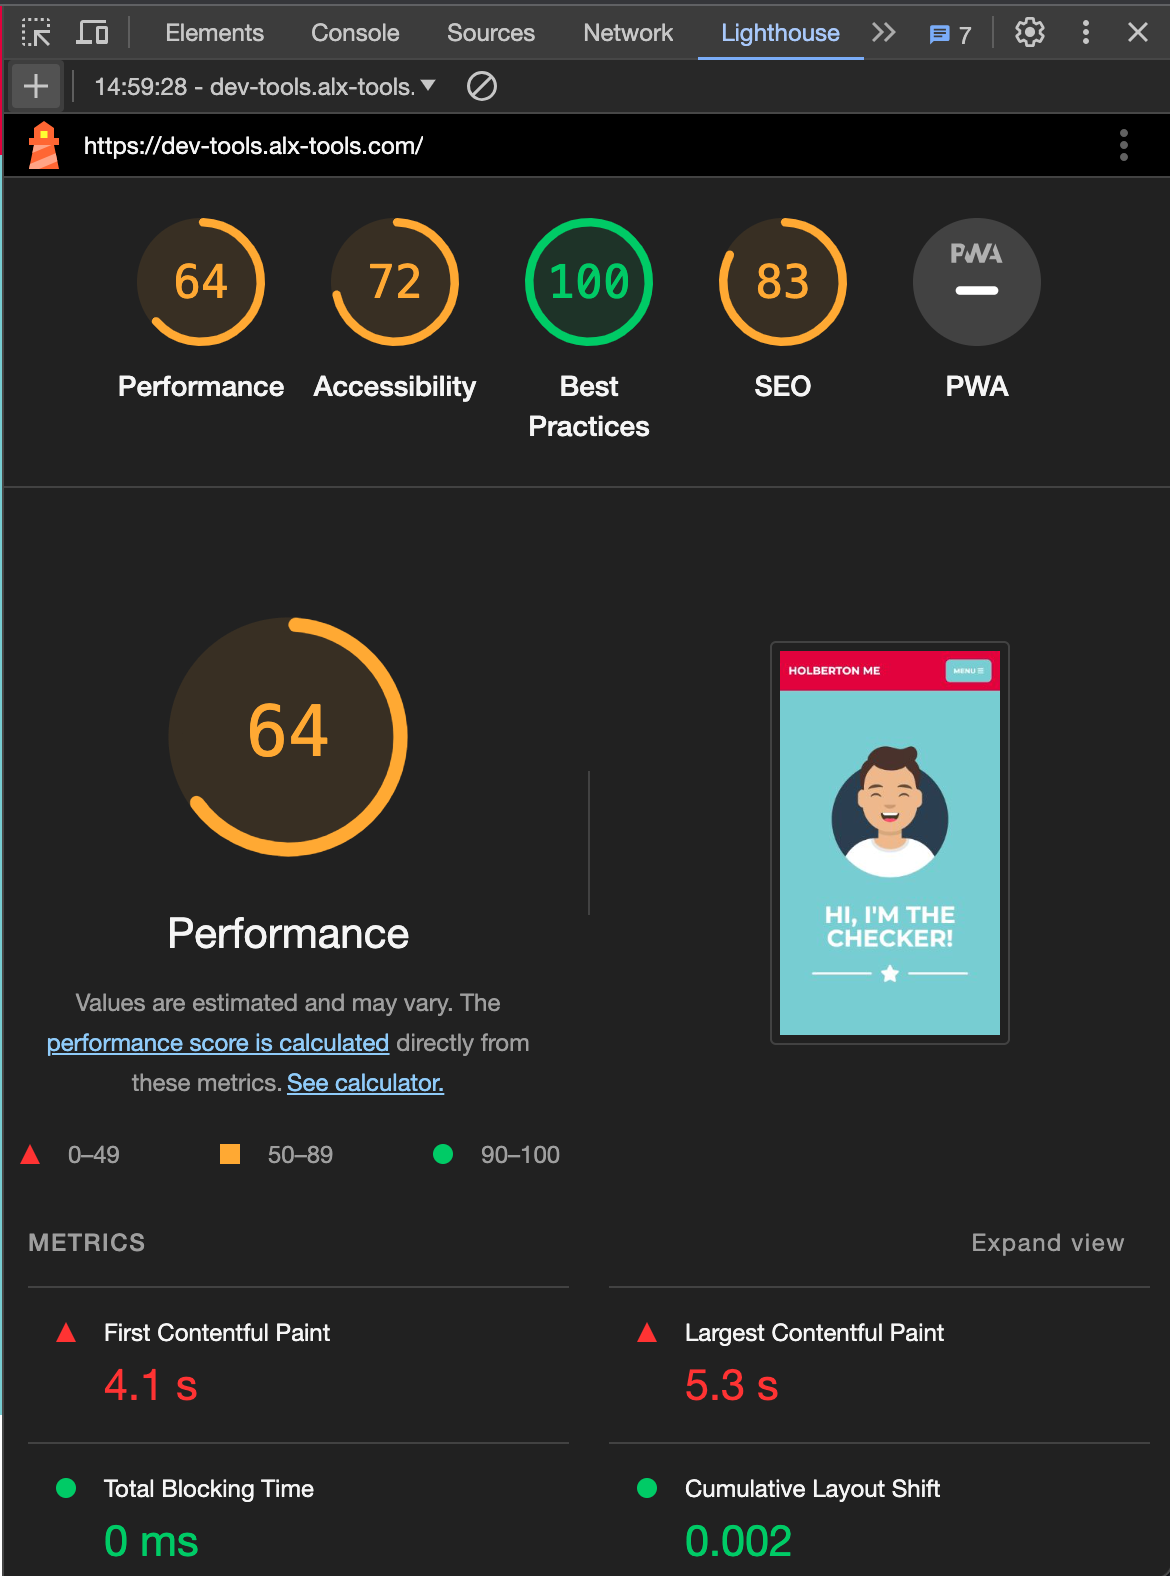 Elements Console Sources Network Lighthouse 7
14:59:28 - dev-tools.alx-tools.
https://dev-tools.alx-tools.com/
64 72 100 83 PWA
Performance Accessibility Best Practices SEO PWA
64
Performance
Values are estimated and may vary. The
performance score is calculated directly from
these metrics. See calculator.
HOLBERTON ME MENU
HI, I'M THE
CHECKER!
0–49 50–89 90–100
METRICS Expand view
First Contentful Paint
4.1 s
Largest Contentful Paint
5.3 s
Total Blocking Time
0 ms
Cumulative Layout Shift
0.002